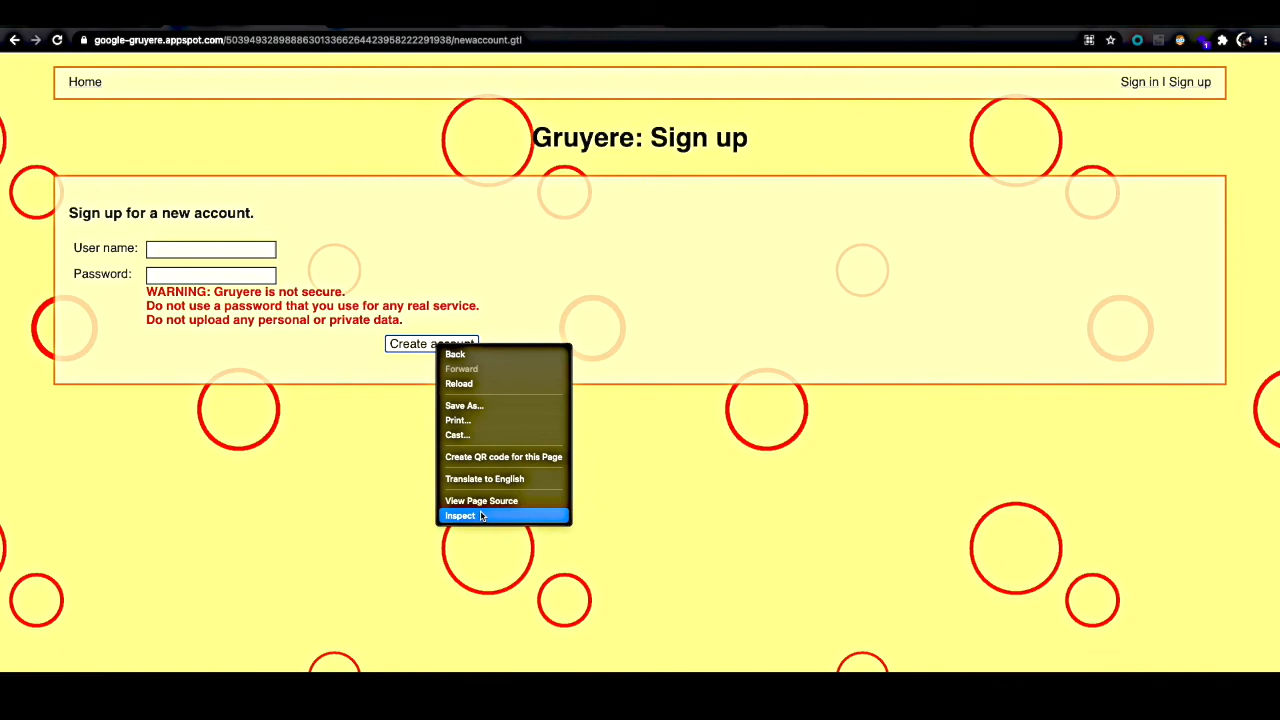 google-gruyere.appspot.com/50394932898863013366264423958222291938/newaccount.gtl
1
Home
Sign in | Sign up
Gruyere: Sign up
Sign up for a new account.
User name:
Password:
WARNING: Gruyere is not secure.
Do not use a password that you use for any real service.
Do not upload any personal or private data.
Create account
Back
Forward
Reload
Save As...
Print...
Cast...
Create QR code for this Page
Translate to English
View Page Source
Inspect